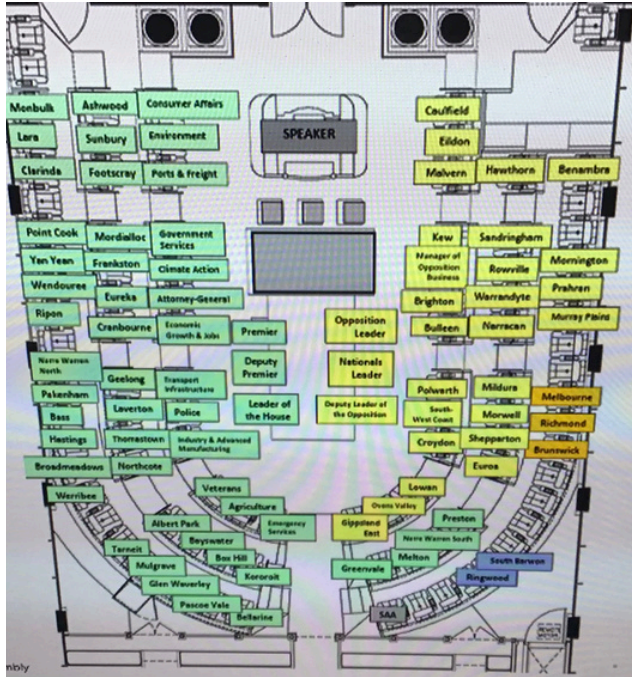 Monbulk
Ashwood
Consumer Affairs
Caulfield
Lara
Sunbury
Environment
SPEAKER
Eildon
Clarinda
Footscray
Ports & Freight
Malvern
Hawthorn
Benambra
Point Cook
Mordialloc
Government
Services
Kew
Sandringham
Yan Yean
Frankston
Climate Action
Manager of
Opposition
Business
Rowville
Mornington
Wendouree
Eureka
Attorney-General
Brighton
Warrandyte
Prahran
Ripon
Cranbourne
Economic
Growth & Jobs
Premier
Opposition
Leader
Bulleen
Narracan
Murray Plains
Narre Warren
North
Geelong
Transport
Infrastructure
Deputy
Premier
Nationals
Leader
Polwarth
Mildura
Melbourne
Pakenham
Laverton
Police
Leader of
the House
Deputy Leader of
the Opposition
South-
West Coast
Morwell
Richmond
Bass
Hastings
Thomastown
Industry & Advanced
Manufacturing
Croydon
Shepparton
Brunswick
Broadmeadows
Northcote
Euroa
Werribee
Veterans
Lowan
Agriculture
Ovens Valley
Albert Park
Emergency
Services
Gippsland
East
Preston
Bayswater
Narre Warren South
Tarneit
Box Hill
Melton
South Barwon
Mulgrave
Kororoit
Greenvale
Ringwood
Glen Waverley
Pascoe Vale
Bellarine
SAA
mbly